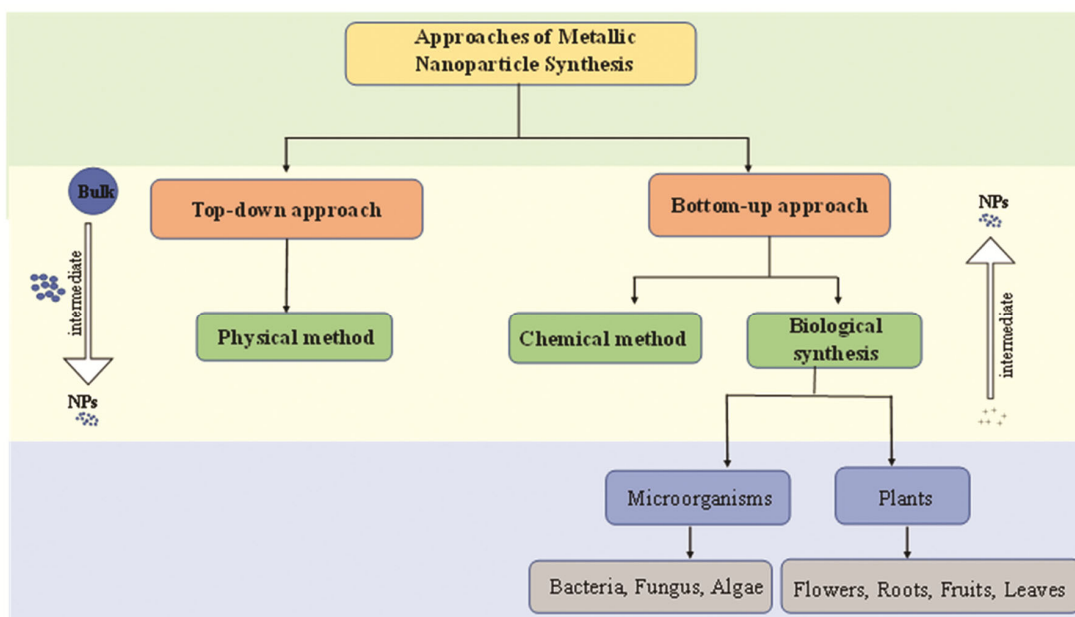 Approaches of Metallic
Nanoparticle Synthesis
Bulk
Top-down approach
Bottom-up approach
NPs
intermediate
intermediate
Physical method
Chemical method
Biological
synthesis
NPs
Microorganisms
Plants
Bacteria, Fungus, Algae
Flowers, Roots, Fruits, Leaves